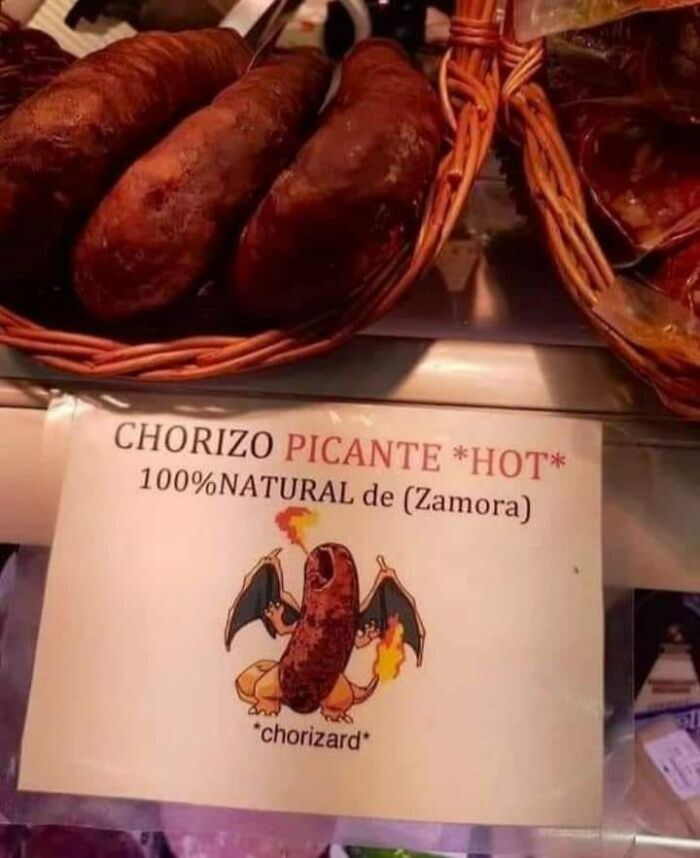 CHORIZO PICANTE *HOT*
100%NATURAL de (Zamora)
*chorizard*